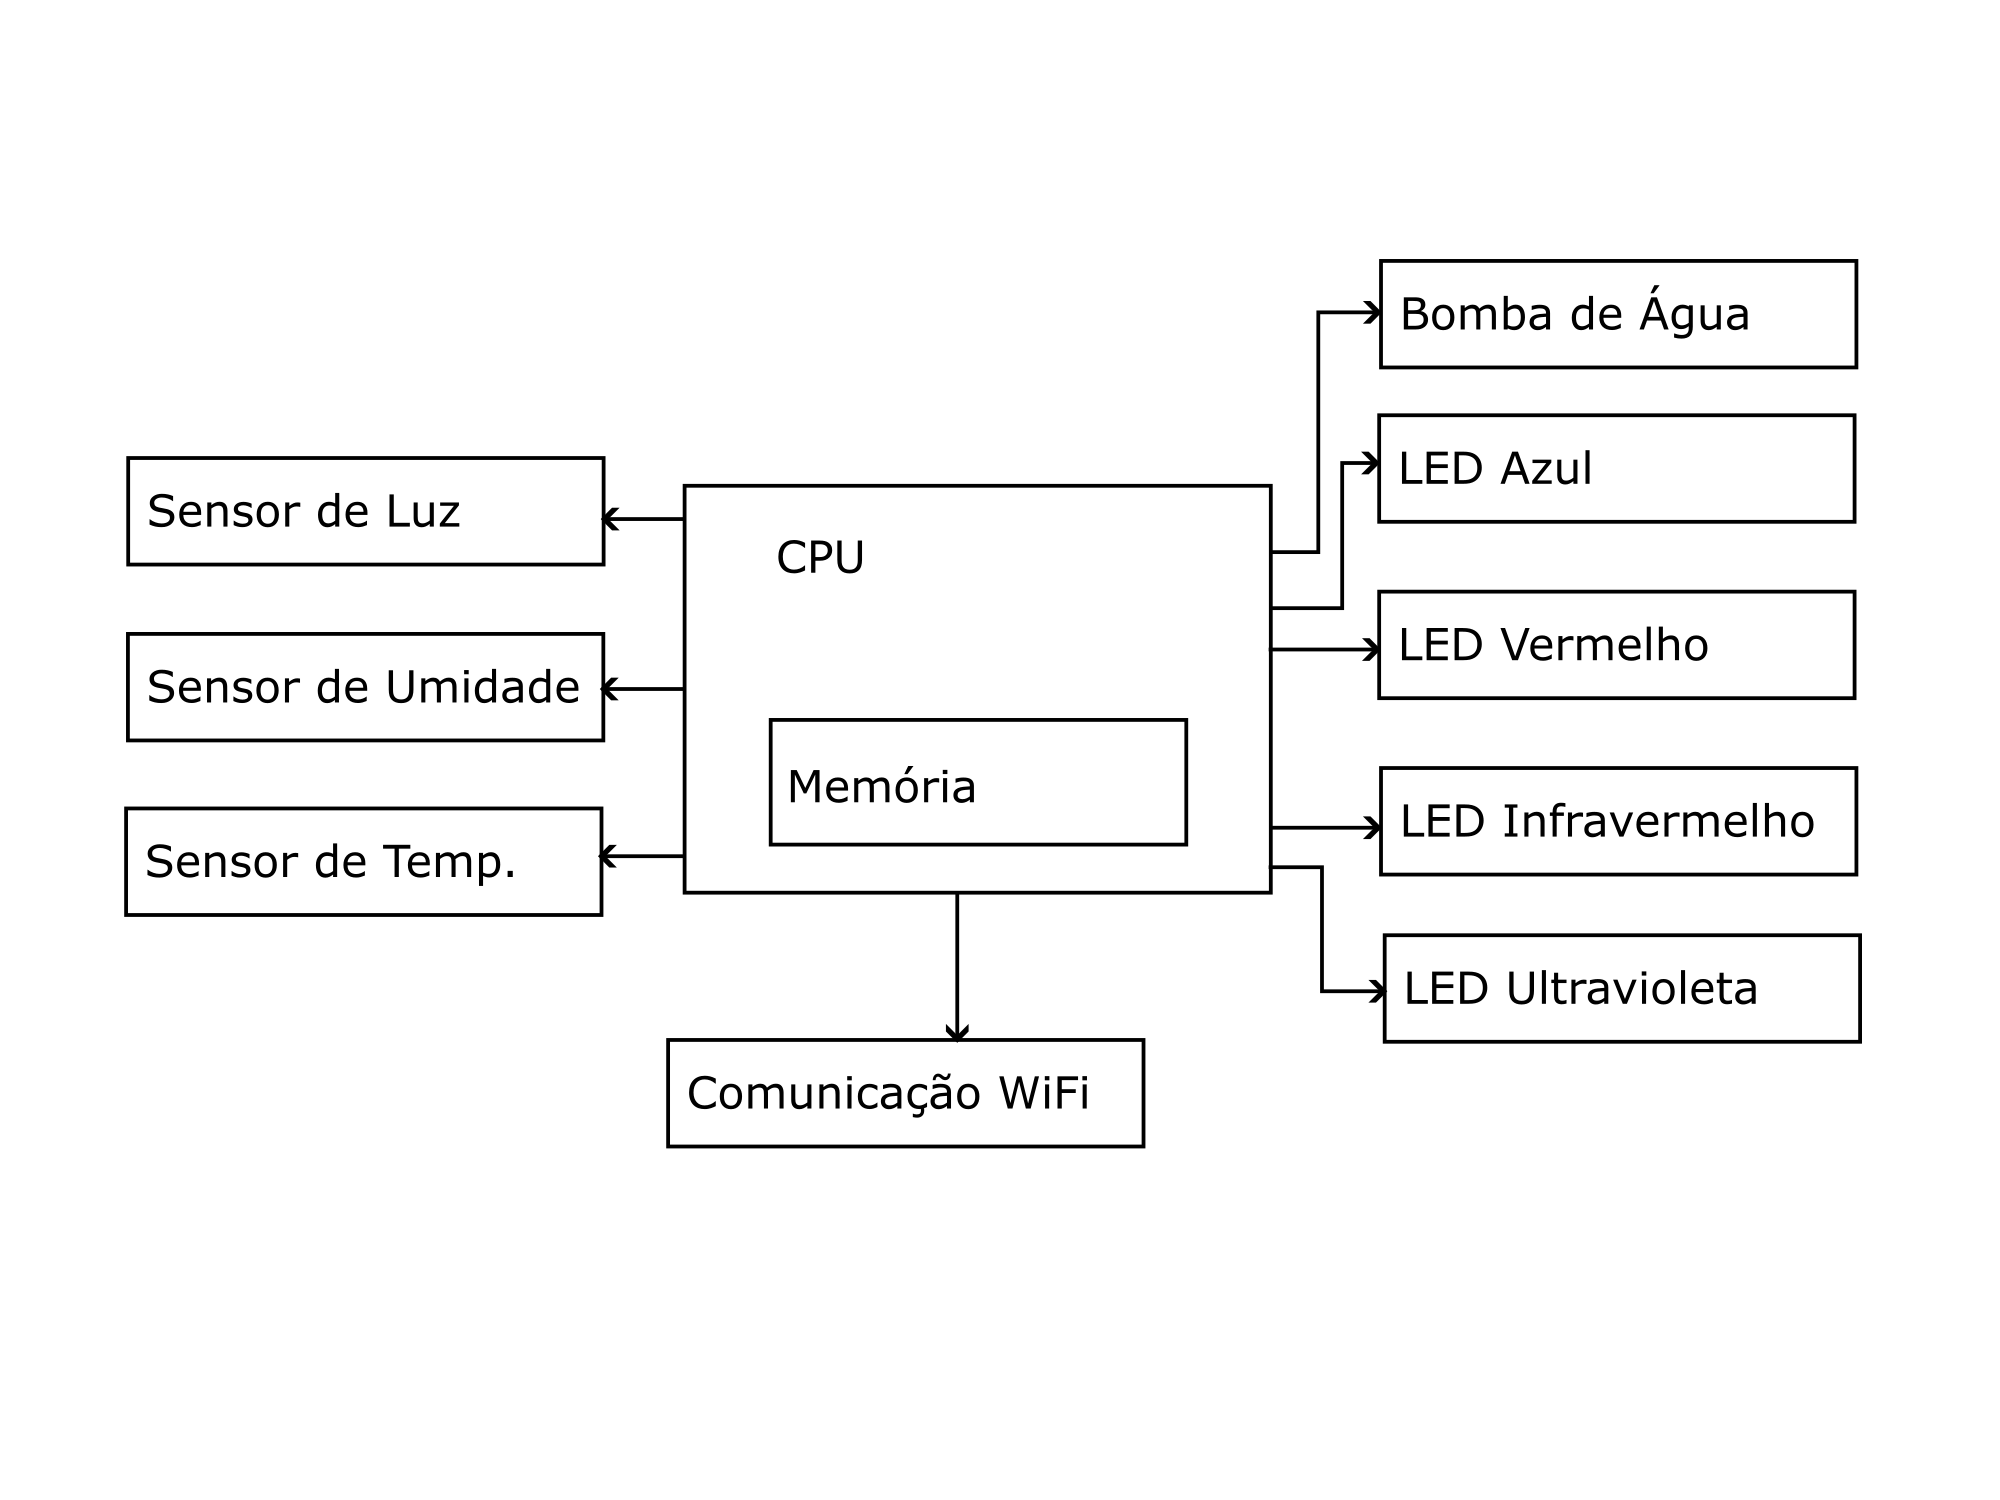 Bomba de Água
LED Azul
Sensor de Luz
CPU
LED Vermelho
Sensor de Umidade
Memória
LED Infravermelho
Sensor de Temp.
LED Ultravioleta
Comunicação WiFi